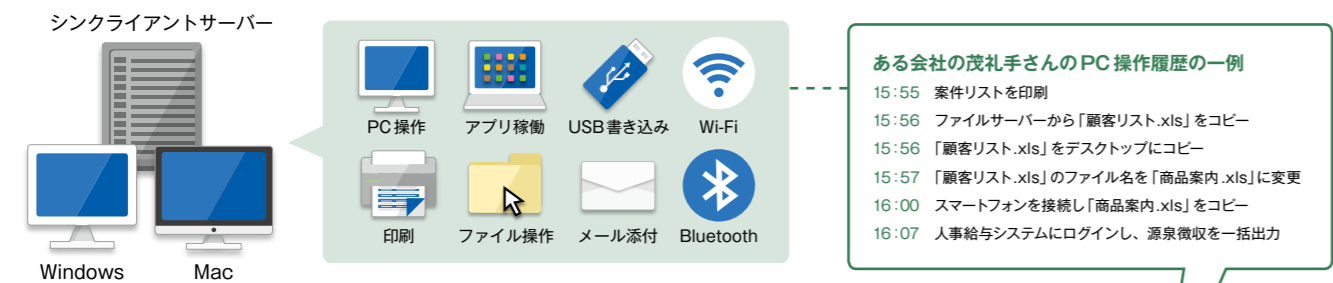 シンクライアントサーバー
Windows
Mac
PC操作
アプリ稼働
USB書き込み
Wi-Fi
印刷
ファイル操作
メール添付
Bluetooth
ある会社の茂礼手さんのPC操作履歴の一例
15:55 案件リストを印刷
15:56 ファイルサーバーから「顧客リスト.xls」をコピー
15:56 「顧客リスト.xls」をデスクトップにコピー
15:57 「顧客リスト.xls」のファイル名を「商品案内.xls」に変更
16:00 スマートフォンを接続し「商品案内.xls」をコピー
16:07 人事給与システムにログインし、源泉徴収を一括出力